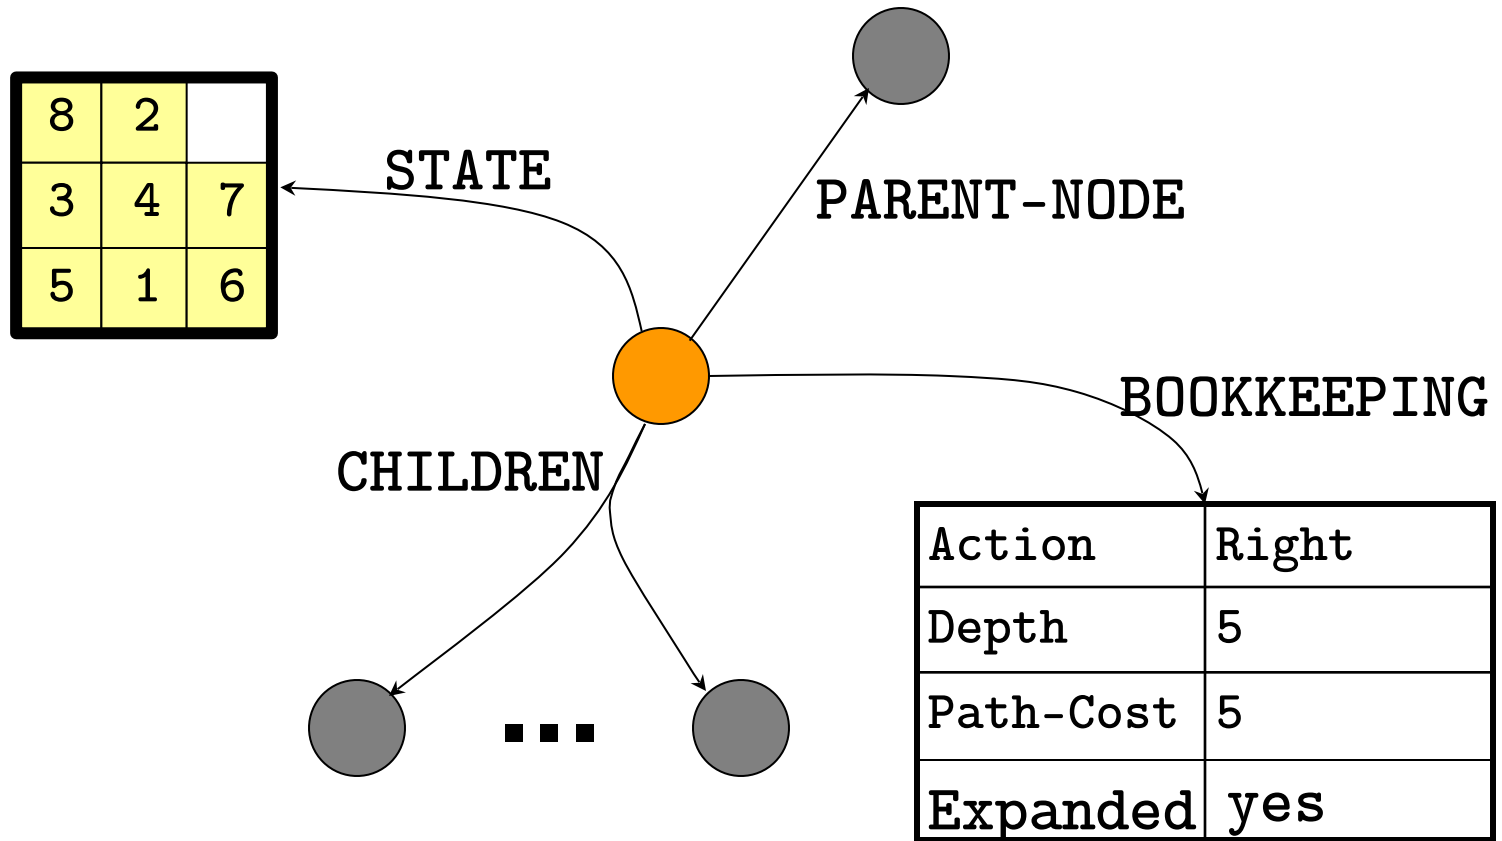 8 2
3 4 7
5 1 6
STATE
PARENT-NODE
CHILDREN
BOOKKEEPING
Action Right
Depth 5
Path-Cost 5
Expanded yes